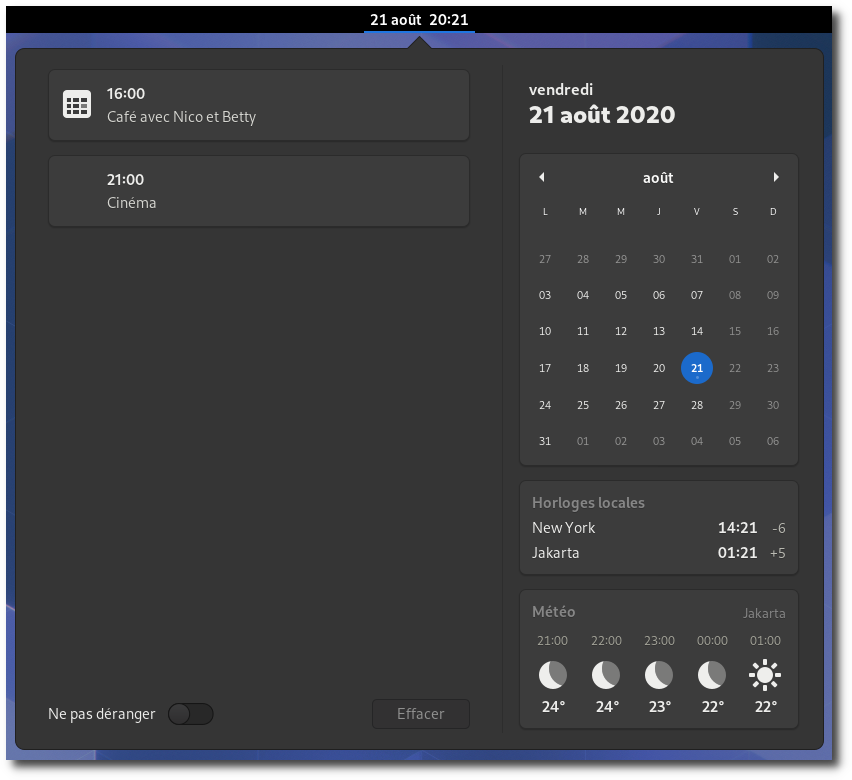 21 août  20:21
16:00
Café avec Nico et Betty
21:00
Cinéma
Ne pas déranger
Effacer
vendredi
21 août 2020
août
L M M J V S D
27 28 29 30 31 01 02
03 04 05 06 07 08 09
10 11 12 13 14 15 16
17 18 19 20 21 22 23
24 25 26 27 28 29 30
31 01 02 03 04 05 06
Horloges locales
New York 14:21 -6
Jakarta 01:21 +5
Météo Jakarta
21:00 22:00 23:00 00:00 01:00
24° 24° 23° 22° 22°